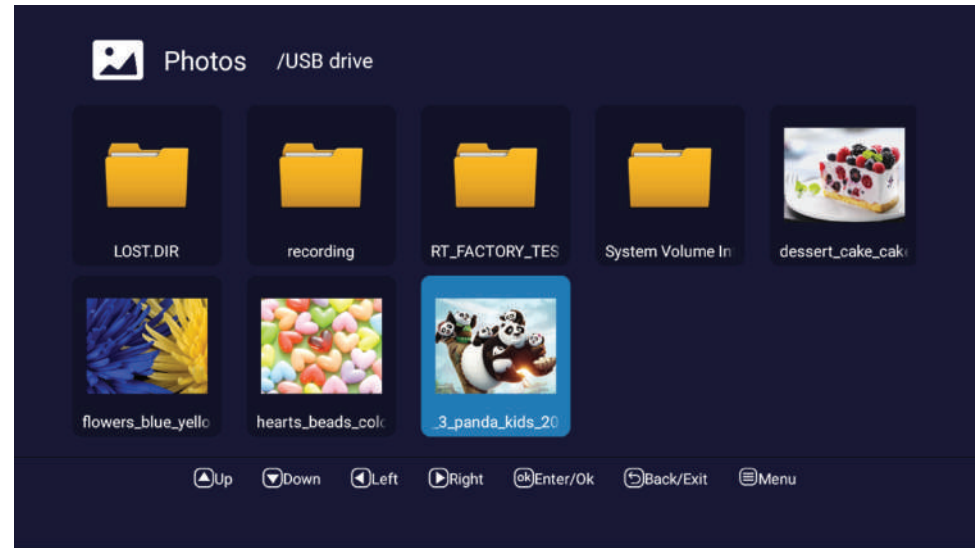 Photos /USB drive
LOST.DIR recording RT_FACTORY_TES System Volume In dessert_cake_cak
flowers_blue_yello hearts_beads_colo _3_panda_kids_20
Up Down Left Right ok Enter/Ok Back/Exit Menu